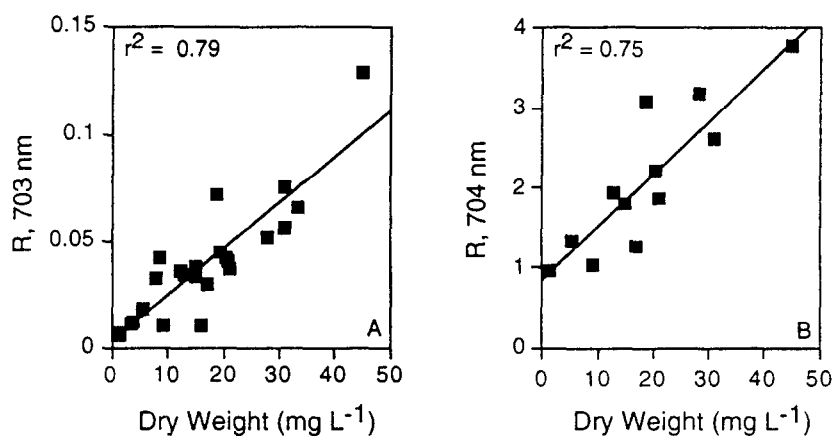 r² = 0.79
0.15
0.1
0.05
0
R, 703 nm
A
0 10 20 30 40 50
Dry Weight (mg L⁻¹)
r² = 0.75
4
3
2
1
0
R, 704 nm
B
0 10 20 30 40 50
Dry Weight (mg L⁻¹)